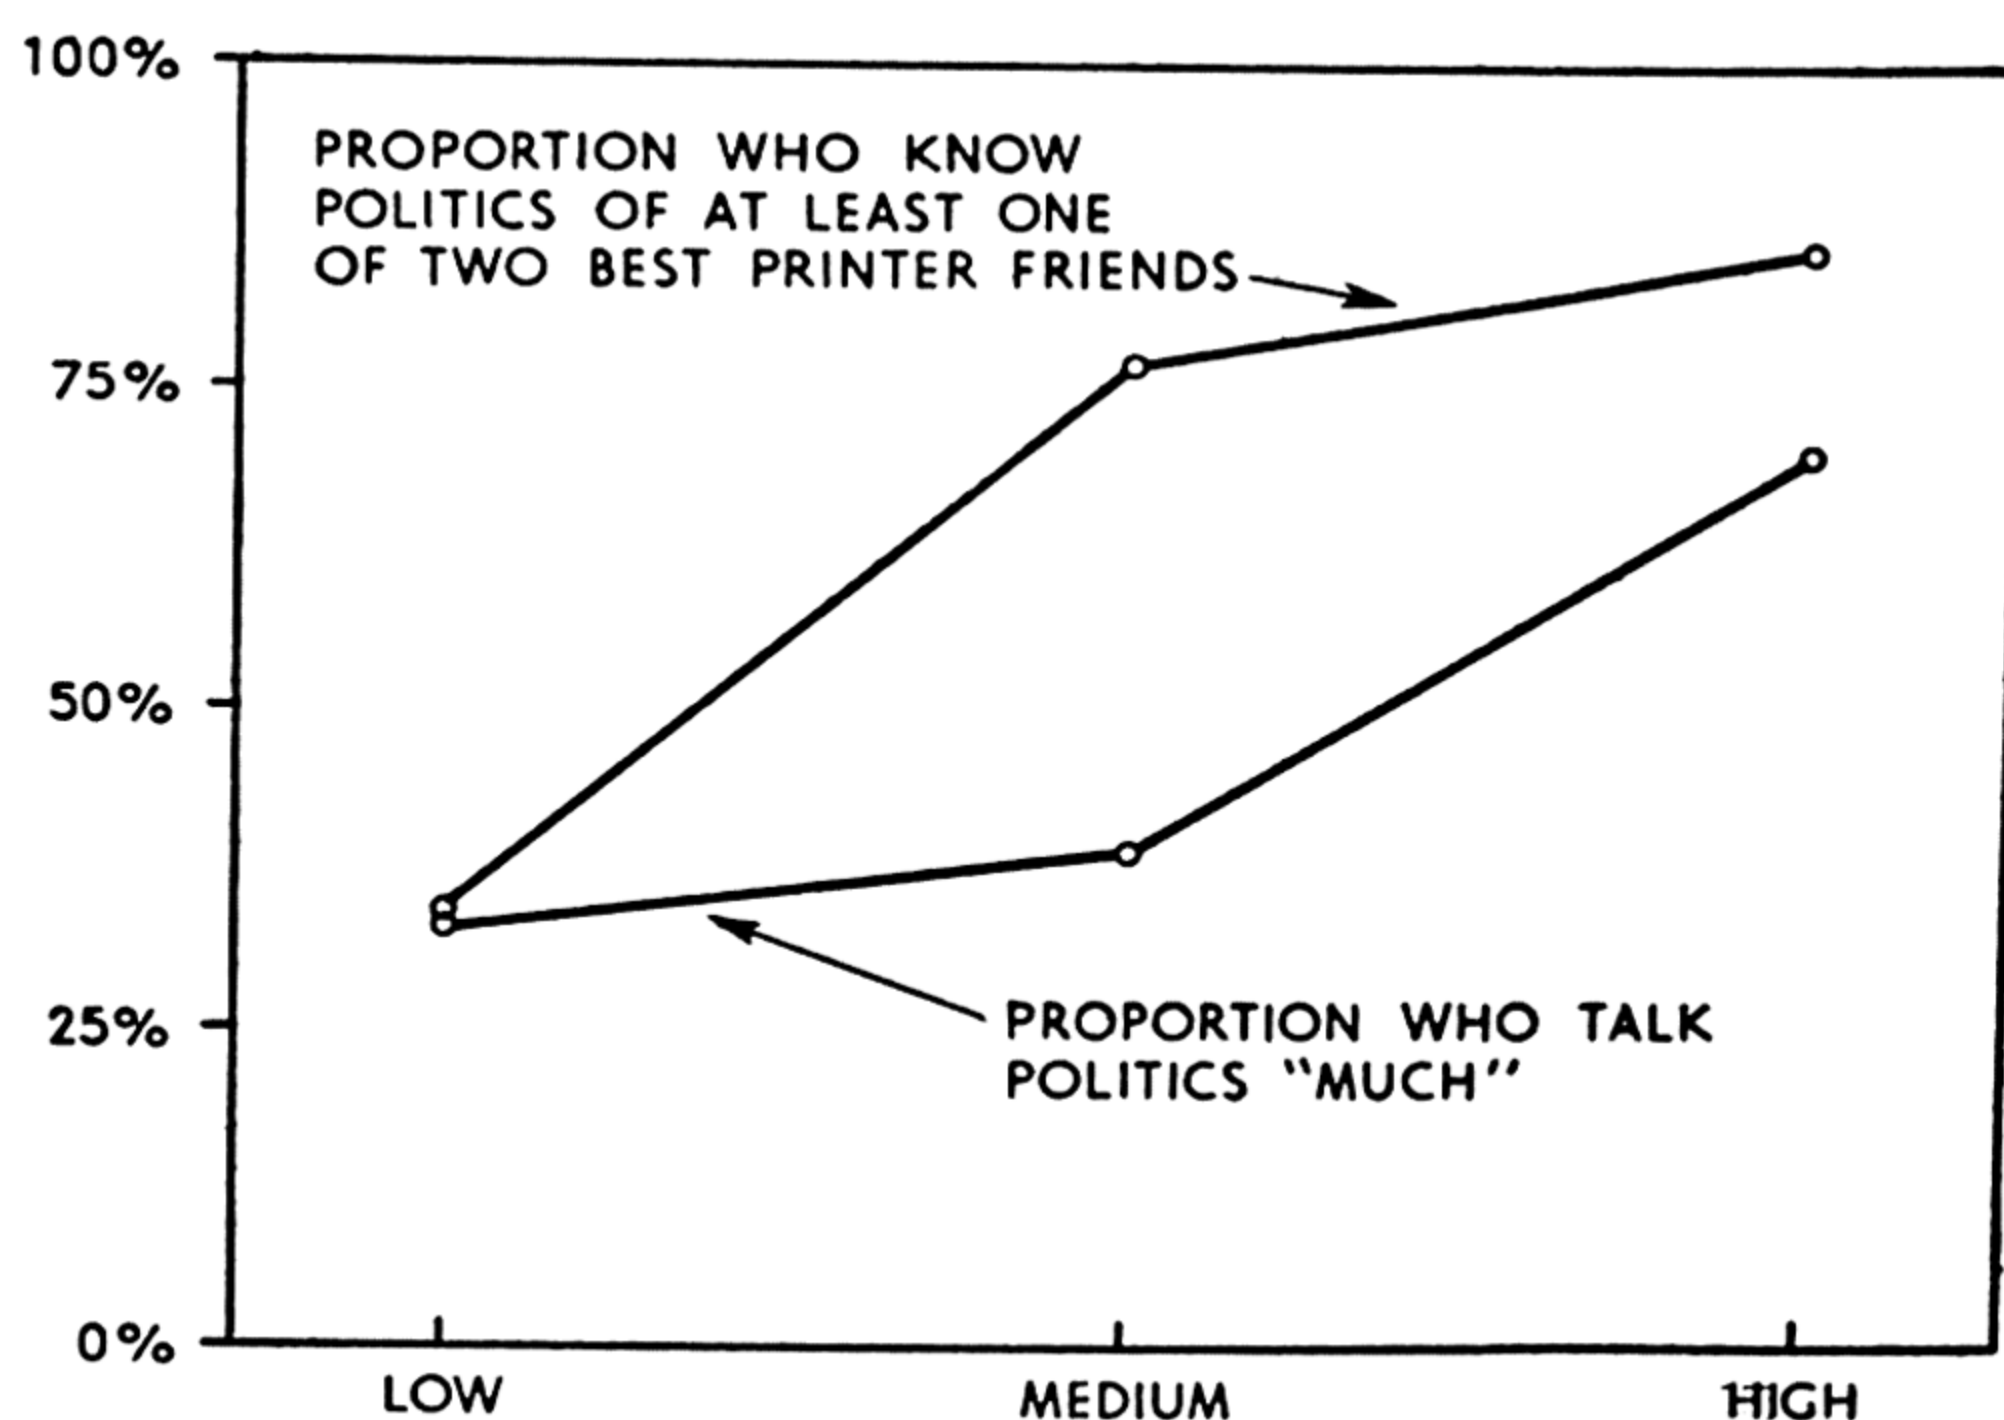 100%
PROPORTION WHO KNOW
POLITICS OF AT LEAST ONE
OF TWO BEST PRINTER FRIENDS
75%
50%
25%
PROPORTION WHO TALK
POLITICS "MUCH"
0%
LOW MEDIUM HIGH